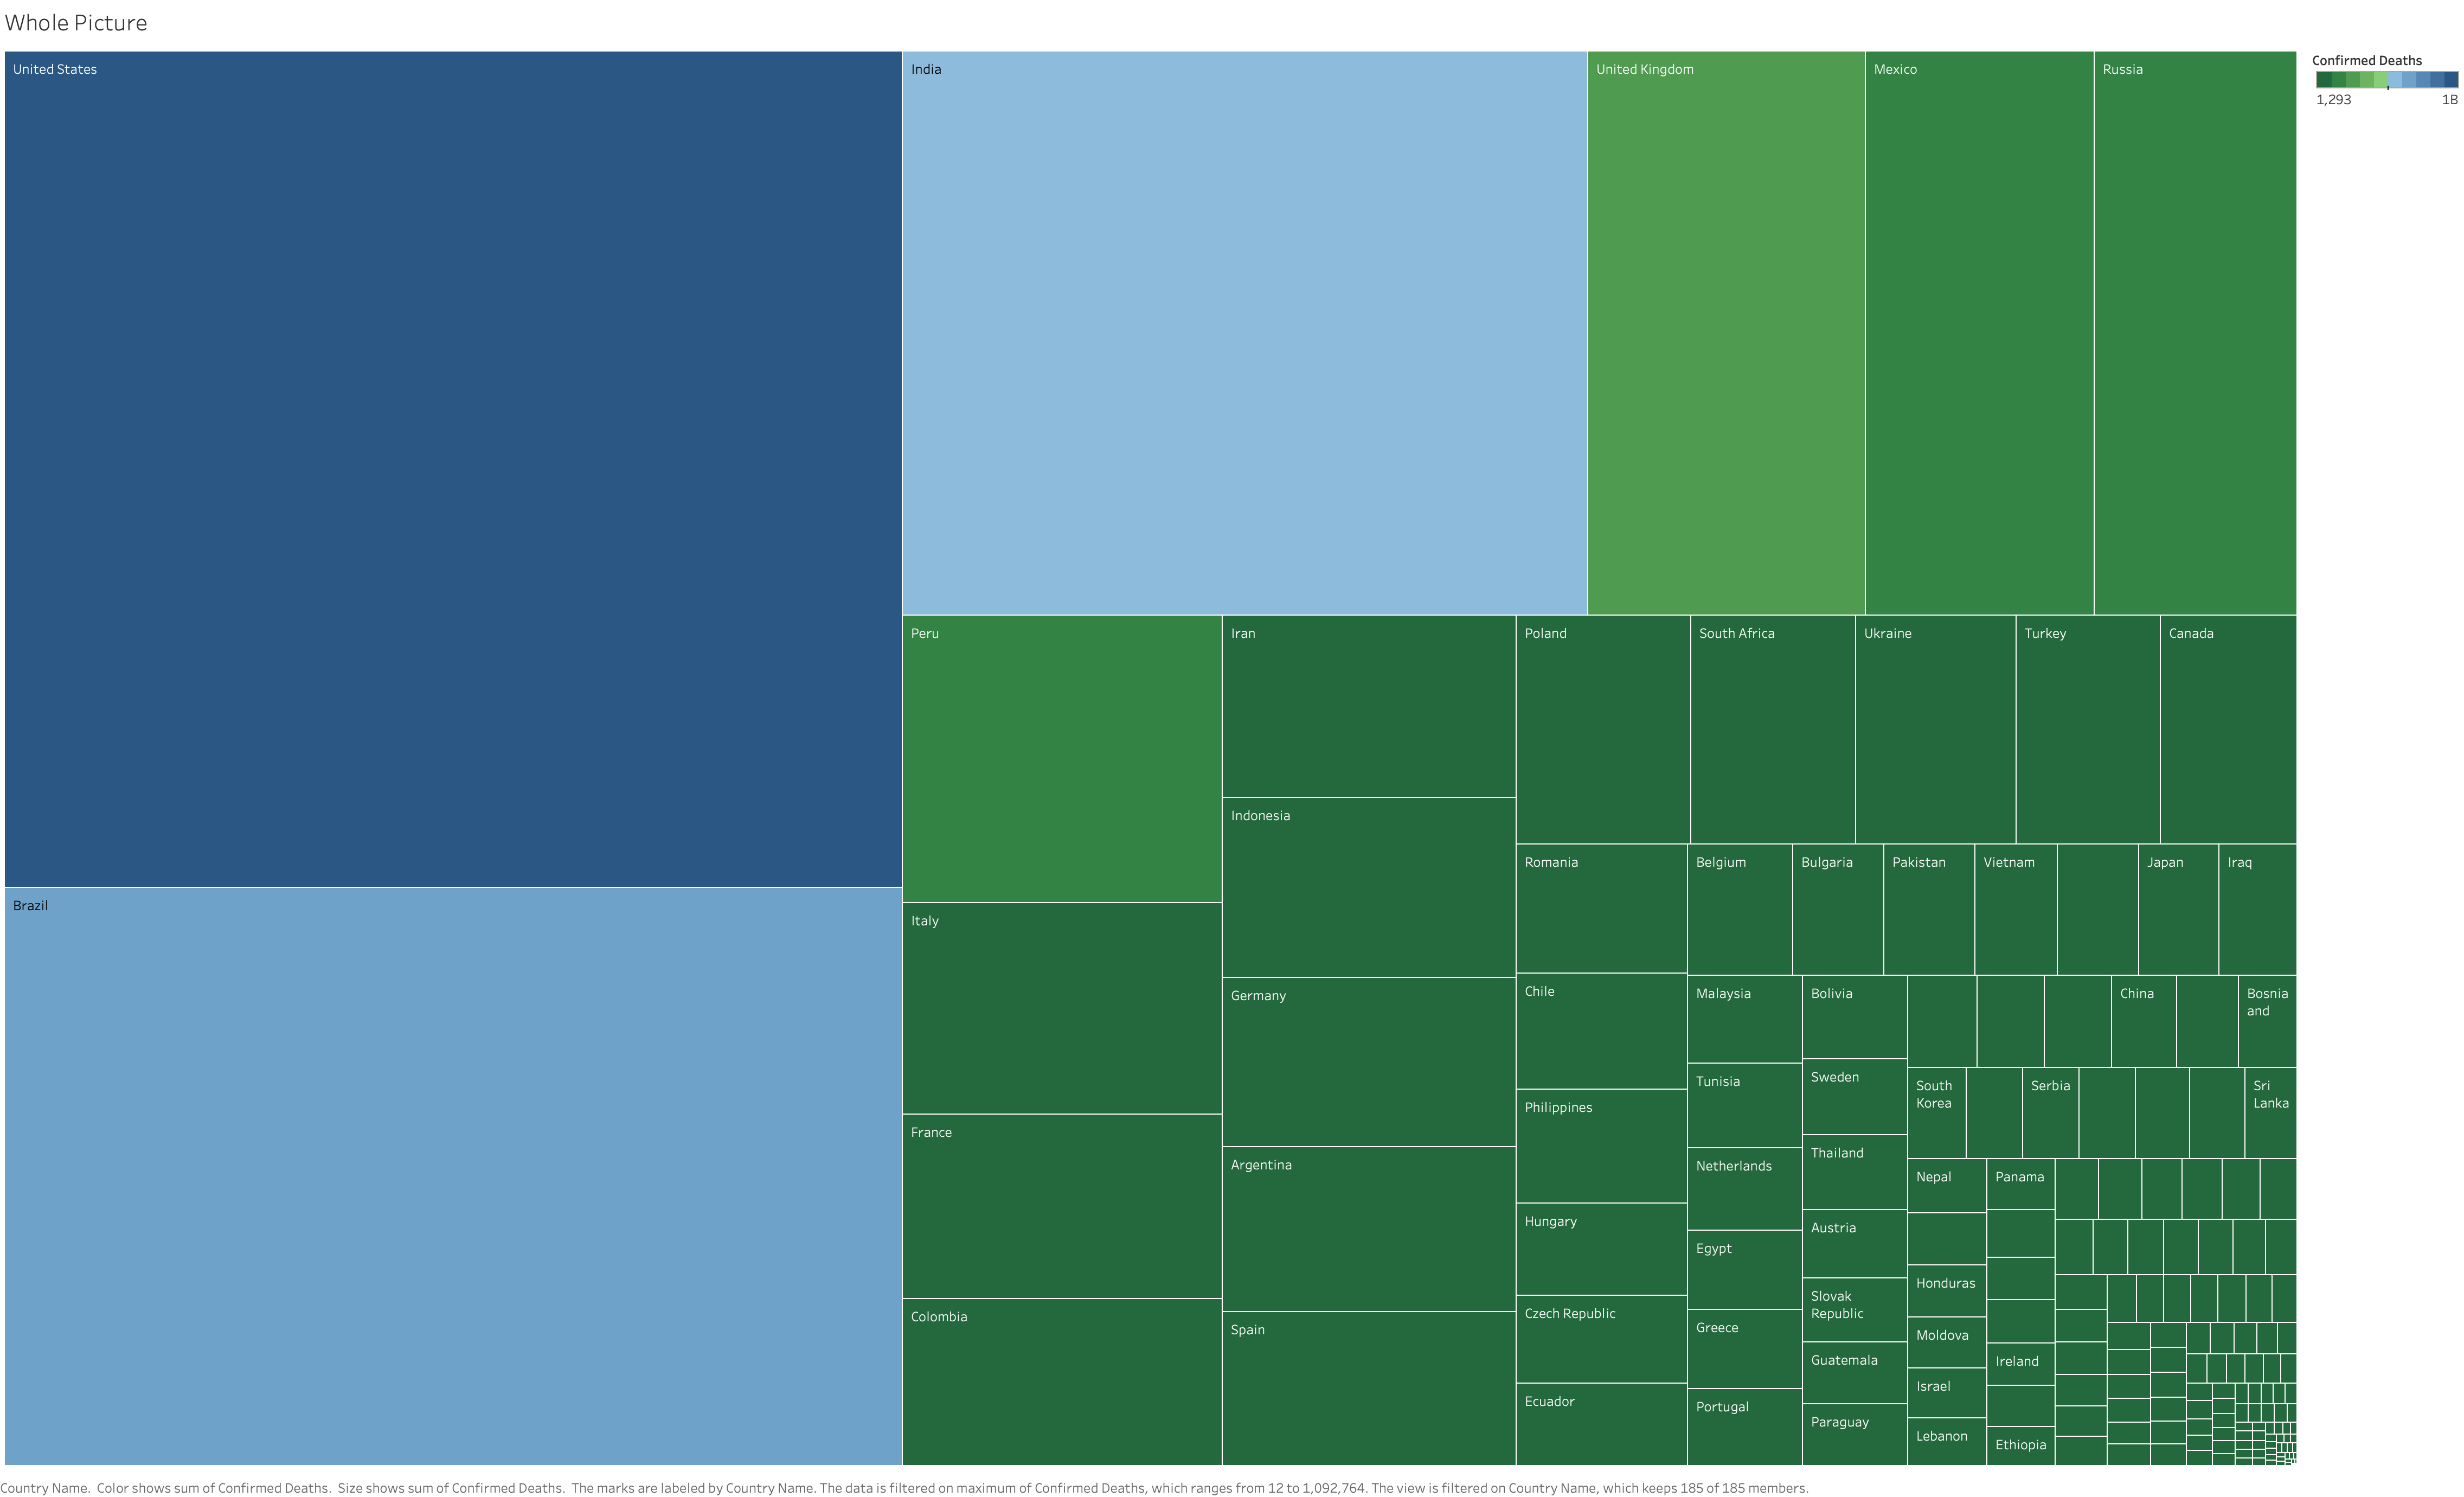 Whole Picture
United States
India
United Kingdom
Mexico
Russia
Confirmed Deaths
1,293
1B
Peru
Iran
Poland
South Africa
Ukraine
Turkey
Canada
Indonesia
Romania
Belgium
Bulgaria
Pakistan
Vietnam
Japan
Iraq
Brazil
Italy
Germany
Chile
Malaysia
Bolivia
China
Bosnia
and
Tunisia
Sweden
South
Korea
Serbia
Sri
Lanka
Philippines
France
Argentina
Netherlands
Thailand
Nepal
Panama
Hungary
Egypt
Austria
Honduras
Colombia
Spain
Czech Republic
Greece
Slovak
Republic
Moldova
Guatemala
Ireland
Israel
Ecuador
Portugal
Paraguay
Lebanon
Ethiopia
Country Name.  Color shows sum of Confirmed Deaths.  Size shows sum of Confirmed Deaths.  The marks are labeled by Country Name. The data is filtered on maximum of Confirmed Deaths, which ranges from 12 to 1,092,764. The view is filtered on Country Name, which keeps 185 of 185 members.